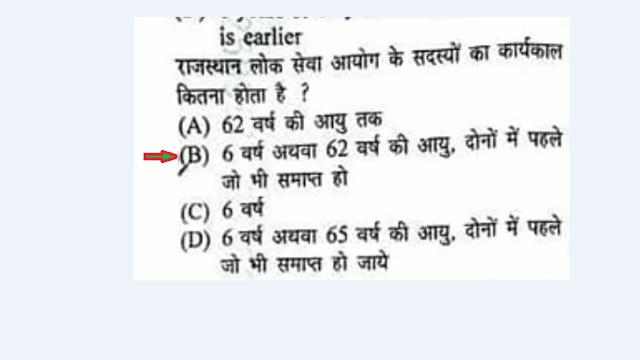 is earlier
राजस्थान लोक सेवा आयोग के सदस्यों का कार्यकाल
कितना होता है ?
(A) 62 वर्ष की आयु तक
(B) 6 वर्ष अथवा 62 वर्ष की आयु, दोनों में पहले
जो भी समाप्त हो
(C) 6 वर्ष
(D) 6 वर्ष अथवा 65 वर्ष की आयु, दोनों में पहले
जो भी समाप्त हो जाये